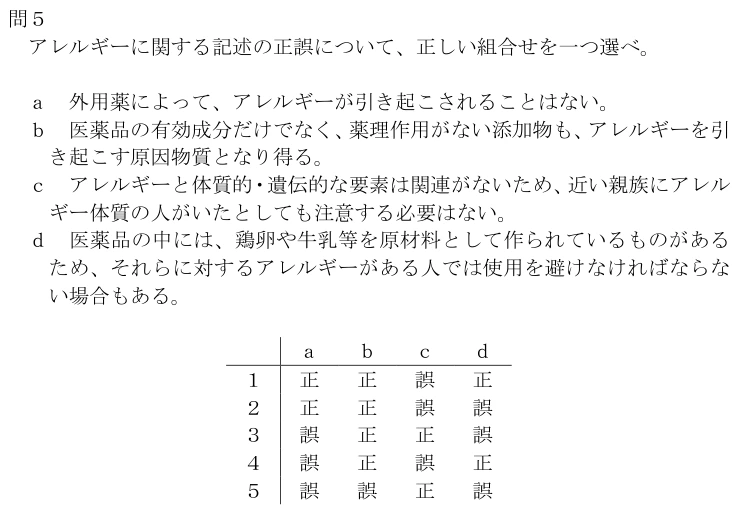 問５
アレルギーに関する記述の正誤について、正しい組合せを一つ選べ。
a　外用薬によって、アレルギーが引き起こされることはない。
b　医薬品の有効成分だけでなく、薬理作用がない添加物も、アレルギーを引
き起こす原因物質となり得る。
c　アレルギーと体質的・遺伝的な要素は関連がないため、近い親族にアレル
ギー体質の人がいたとしても注意する必要はない。
d　医薬品の中には、鶏卵や牛乳等を原材料として作られているものがある
ため、それらに対するアレルギーがある人では使用を避けなければならな
い場合もある。
a　b　c　d
１　正　正　誤　正
２　正　正　誤　誤
３　誤　正　正　誤
４　誤　正　誤　正
５　誤　誤　正　誤